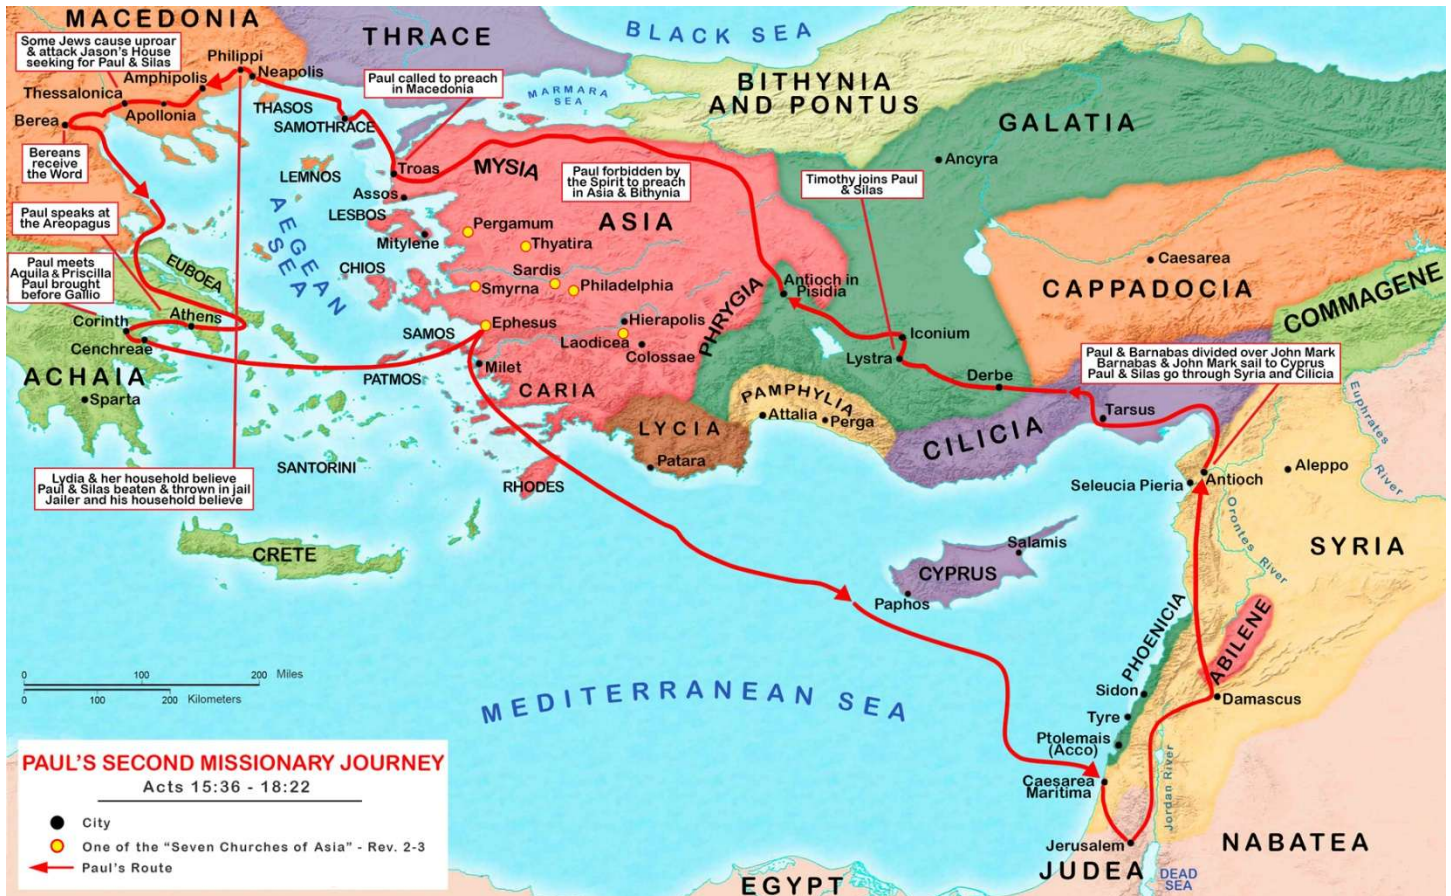 MACEDONIA
THRACE
BLACK SEA
BITHYNIA
AND PONTUS
Some Jews cause uproar
& attack Jason's House
seeking for Paul & Silas
Philippi
Neapolis
Amphipolis
Thessalonica
Apollonia
Berea
THASOS
SAMOTHRACE
Paul called to preach
in Macedonia
MARMARA
SEA
GALATIA
Ancyra
Bereans
receive
the Word
LEMNOS
Troas
MYSIA
Assos
Paul forbidden by
the Spirit to preach
in Asia & Bithynia
Timothy joins Paul
& Silas
Paul speaks at
the Areopagus
AEGEAN
SEA
LESBOS
Mitylene
Pergamum
Thyatira
ASIA
Paul meets
Aquila & Priscilla
Paul brought
before Gallio
EUBOEA
CHIOS
Smyrna
Sardis
Philadelphia
Antioch in
Pisidia
PHRYGIA
Caesarea
CAPPADOCIA
COMMAGENE
Corinth
Athens
Cenchreae
SAMOS
Ephesus
Hierapolis
Laodicea
Colossae
Iconium
Lystra
Derbe
Paul & Barnabas divided over John Mark
Barnabas & John Mark sail to Cyprus
Paul & Silas go through Syria and Cilicia
ACHAIA
Sparta
PATMOS
Milet
CARIA
LYCIA
Patara
PAMPHYLIA
Attalia
Perga
CILICIA
Tarsus
Euphrates
River
Lydia & her household believe
Paul & Silas beaten & thrown in jail
Jailer and his household believe
SANTORINI
RHODES
Seleucia Pieria
Antioch
Aleppo
Orontes River
SYRIA
CRETE
CYPRUS
Salamis
Paphos
PHOENICIA
ABILENE
Sidon
Damascus
Tyre
Ptolemais
(Acco)
MEDITERRANEAN SEA
0 100 200 Miles
0 100 200 Kilometers
Caesarea
Maritima
Jordan River
Jerusalem
JUDEA
DEAD
SEA
NABATEA
EGYPT
PAUL'S SECOND MISSIONARY JOURNEY
Acts 15:36 - 18:22
City
One of the "Seven Churches of Asia" - Rev. 2-3
Paul's Route